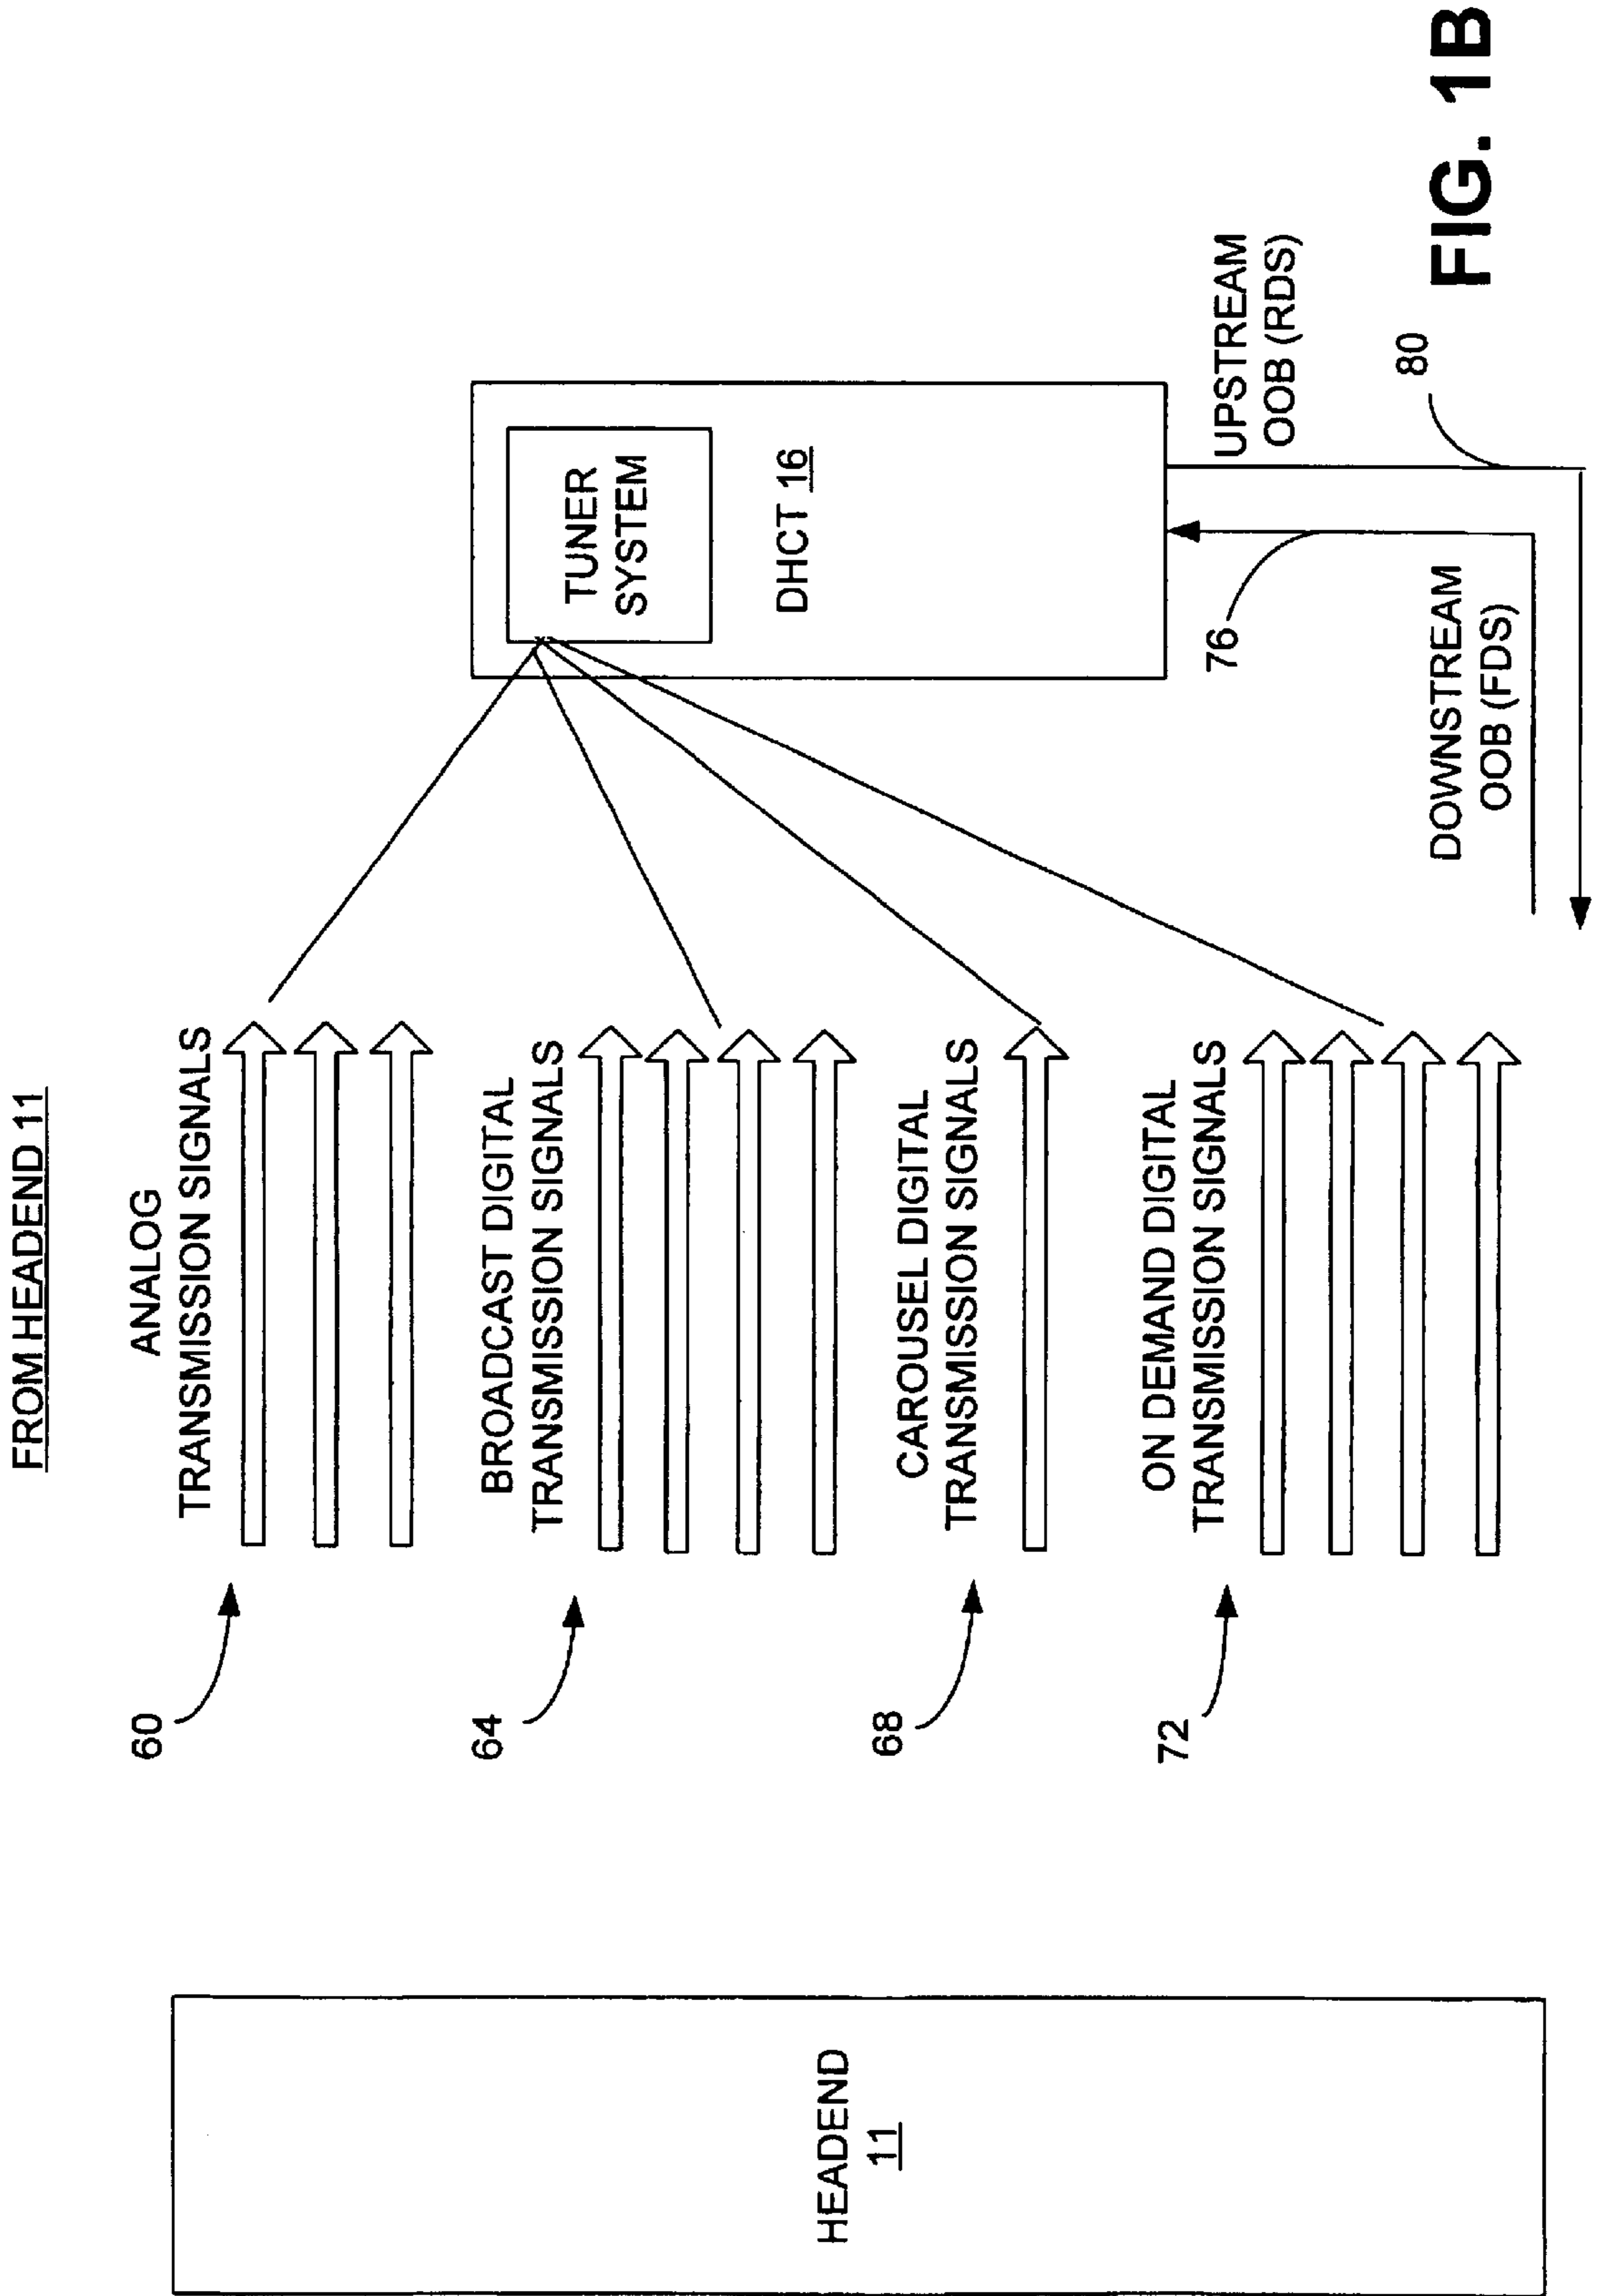 FROM HEADEND 11
ANALOG
TRANSMISSION SIGNALS
60
BROADCAST DIGITAL
TRANSMISSION SIGNALS
64
CAROUSEL DIGITAL
TRANSMISSION SIGNALS
68
ON DEMAND DIGITAL
TRANSMISSION SIGNALS
72
HEADEND
11
TUNER
SYSTEM
DHCT 16
76
UPSTREAM
OOB (RDS)
DOWNSTREAM
OOB (FDS)
80
FIG. 1B